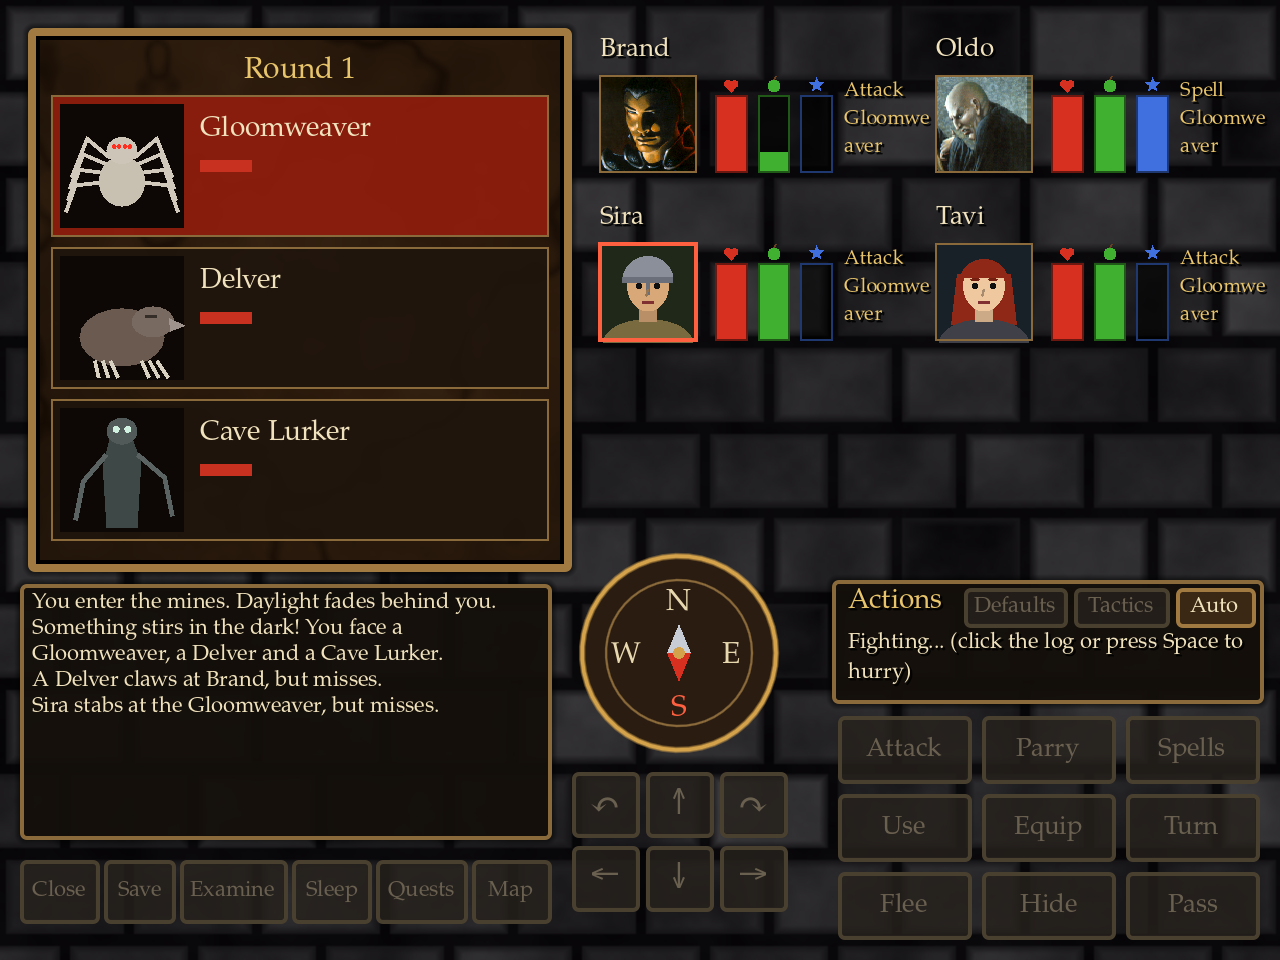 Round 1
Gloomweaver
Delver
Cave Lurker
Brand
Attack
Gloomwe
aver
Oldo
Spell
Gloomwe
aver
Sira
Attack
Gloomwe
aver
Tavi
Attack
Gloomwe
aver
You enter the mines. Daylight fades behind you.
Something stirs in the dark! You face a
Gloomweaver, a Delver and a Cave Lurker.
A Delver claws at Brand, but misses.
Sira stabs at the Gloomweaver, but misses.
Close Save Examine Sleep Quests Map
N
W E
S
Actions Defaults Tactics Auto
Fighting... (click the log or press Space to
hurry)
Attack Parry Spells
Use Equip Turn
Flee Hide Pass